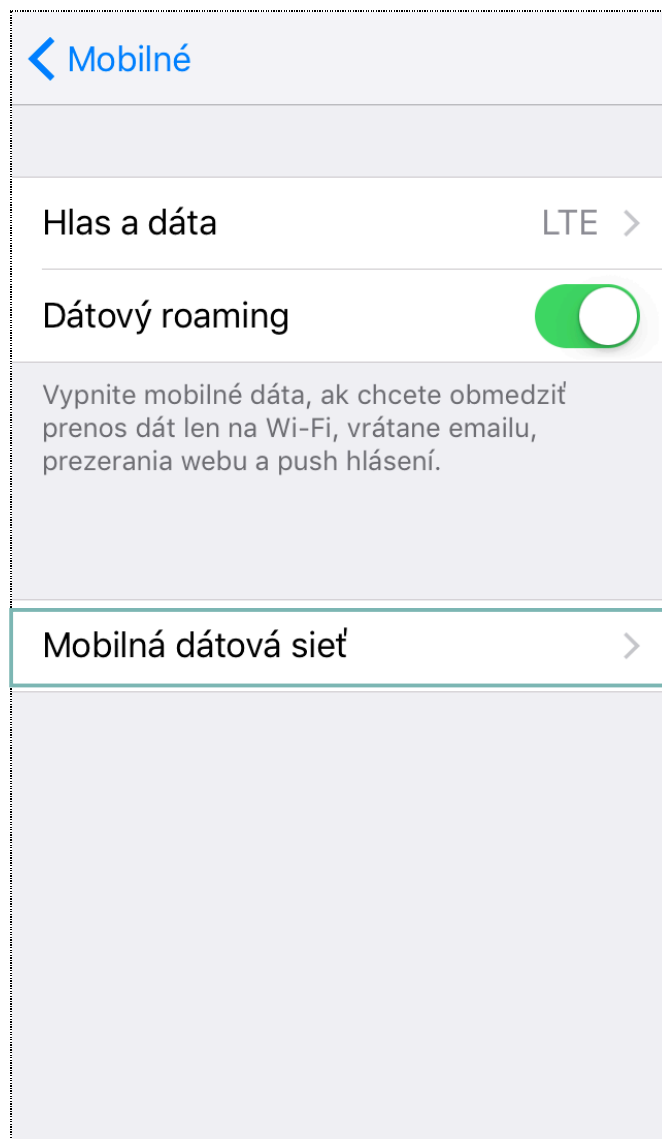 Mobilné
Hlas a dáta LTE
Dátový roaming
Vypnite mobilné dáta, ak chcete obmedziť
prenos dát len na Wi-Fi, vrátane emailu,
prezerania webu a push hlásení.
Mobilná dátová sieť